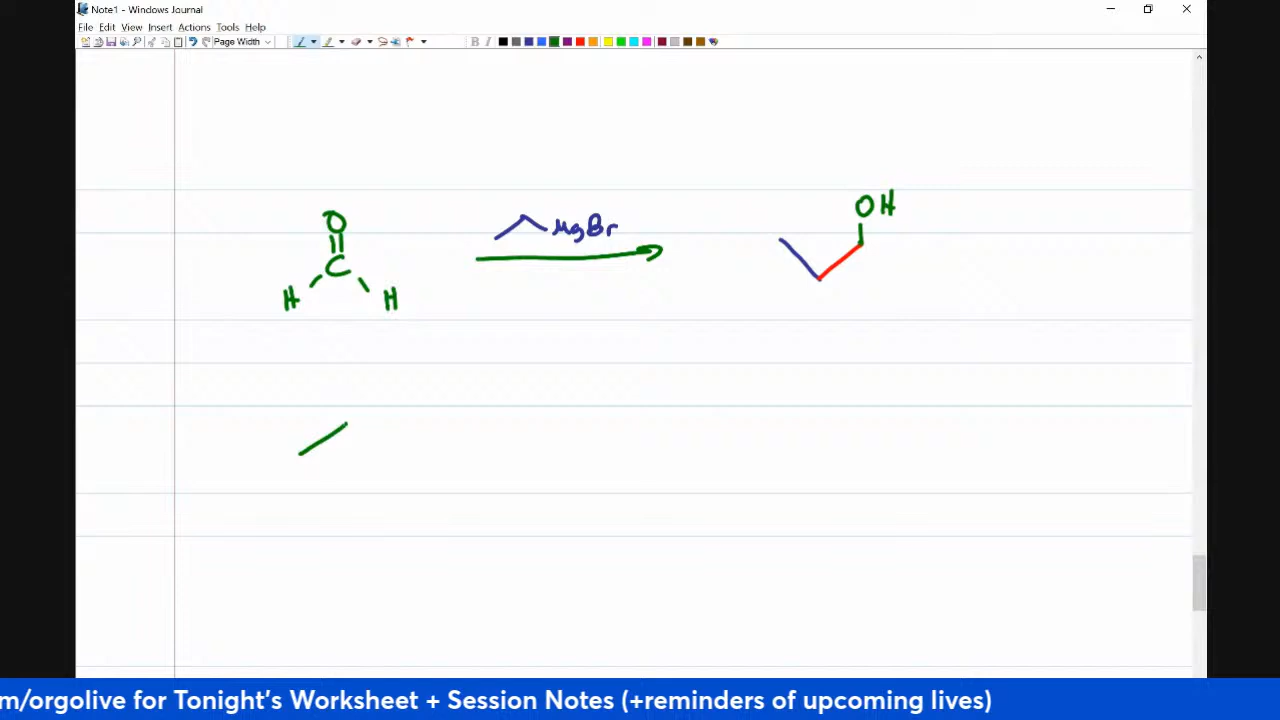 Note1 - Windows Journal
File Edit View Insert Actions Tools Help
Page Width B I
OH
O
MgBr
C
H H
m/orgolive for Tonight's Worksheet + Session Notes (+reminders of upcoming lives)